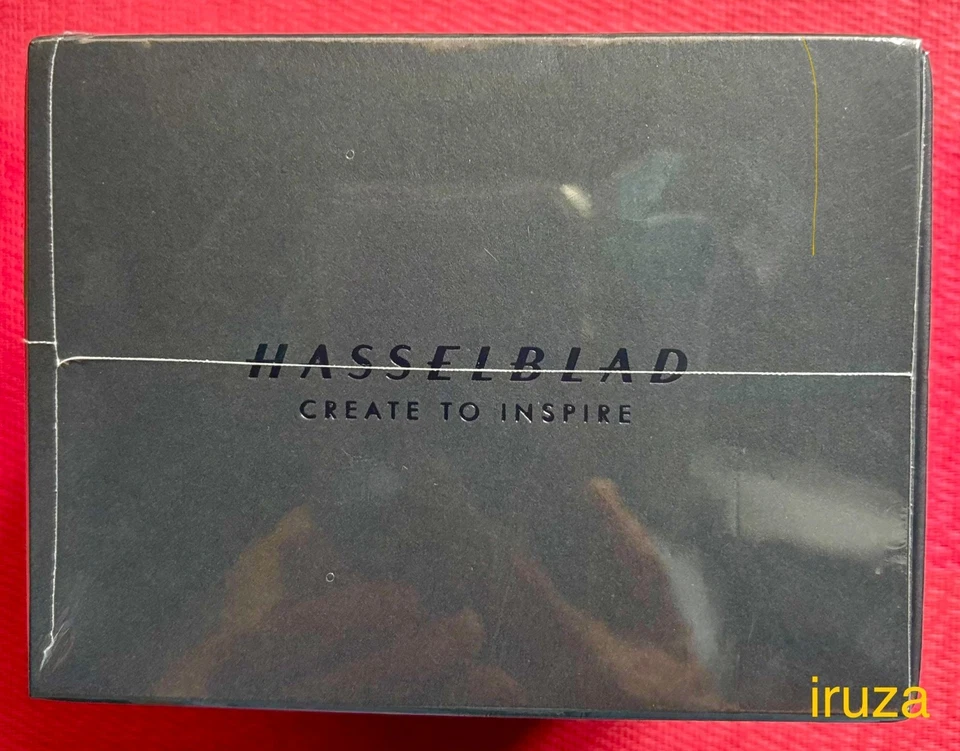 HASSELBLAD
CREATE TO INSPIRE
iruza